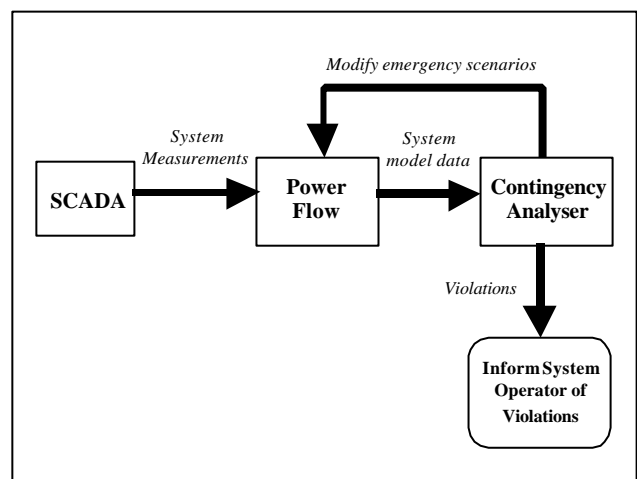 Modify emergency scenarios
System
Measurements
System
model data
SCADA
Power
Flow
Contingency
Analyser
Violations
Inform System
Operator of
Violations